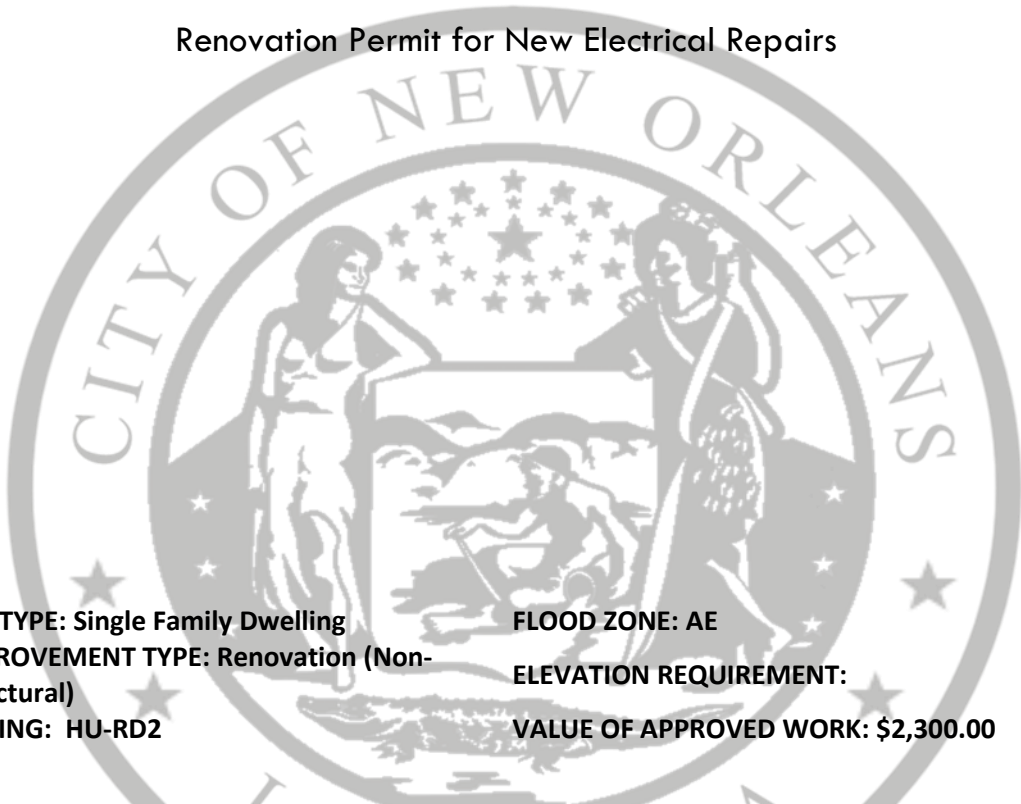 Renovation Permit for New Electrical Repairs
CITY OF NEW ORLEANS
TYPE: Single Family Dwelling
ROVEMENT TYPE: Renovation (Non-
ctural)
ING: HU-RD2
FLOOD ZONE: AE
ELEVATION REQUIREMENT:
VALUE OF APPROVED WORK: $2,300.00